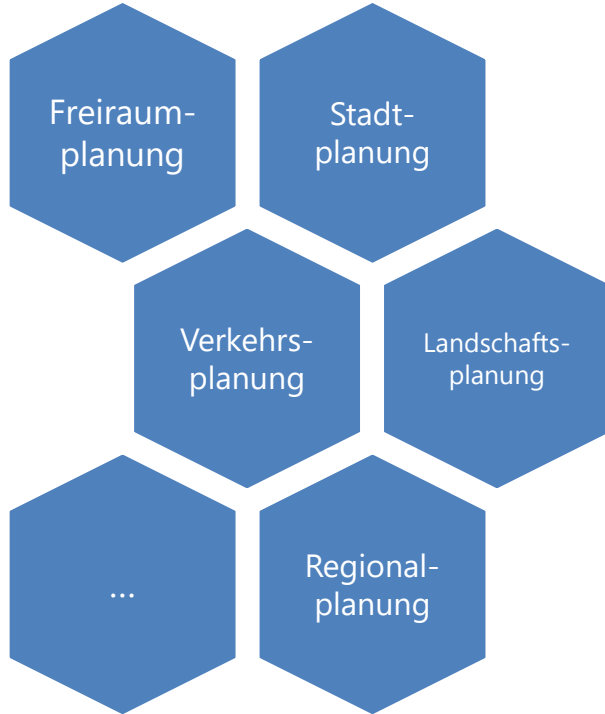 Freiraum-
planung
Stadt-
planung
Verkehrs-
planung
Landschafts-
planung
...
Regional-
planung